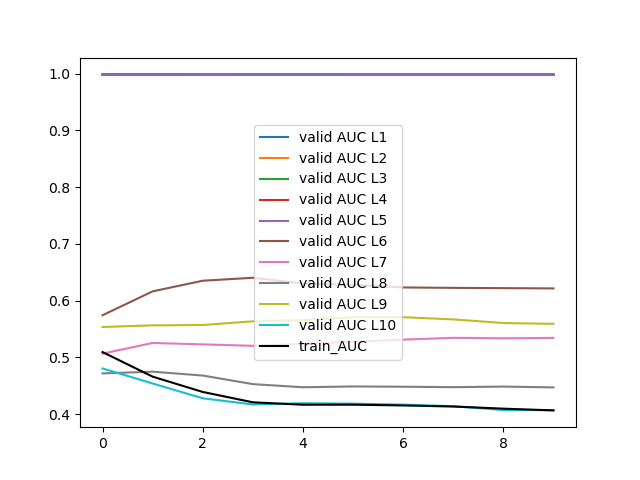 1.0
0.9
0.8
0.7
0.6
0.5
0.4
valid AUC L1
valid AUC L2
valid AUC L3
valid AUC L4
valid AUC L5
valid AUC L6
valid AUC L7
valid AUC L8
valid AUC L9
valid AUC L10
train_AUC
0 2 4 6 8